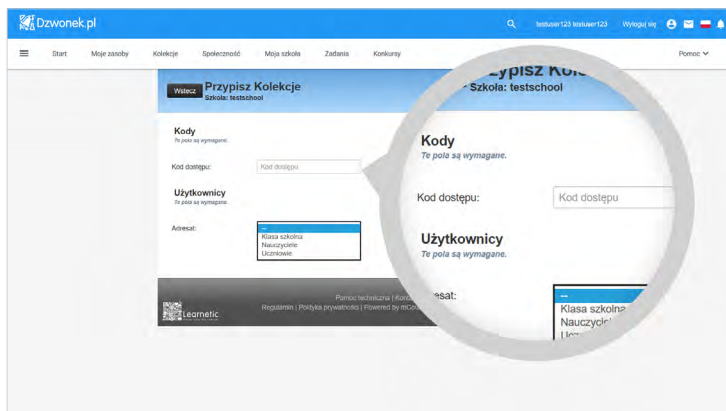 Dzwonek.pl
testuser123 testuser123 Wyloguj się
Start Moje zasoby Kolekcje Społeczność Moja szkoła Zadania Konkursy Pomoc
Wstecz Przypisz Kolekcje
Szkoła: testschool
Kody
Te pola są wymagane.
Kod dostępu: Kod dostępu
Użytkownicy
Te pola są wymagane.
Adresat: --
Klasa szkolna
Nauczyciele
Uczniowie
Pomoc techniczna |
Learnetic
Regulamin | Polityka prywatności | Powered by
Szkoła: testschool
Kody
Te pola są wymagane.
Kod dostępu: Kod dostępu
Użytkownicy
Te pola są wymagane.
esat: --
Klasa szkolna